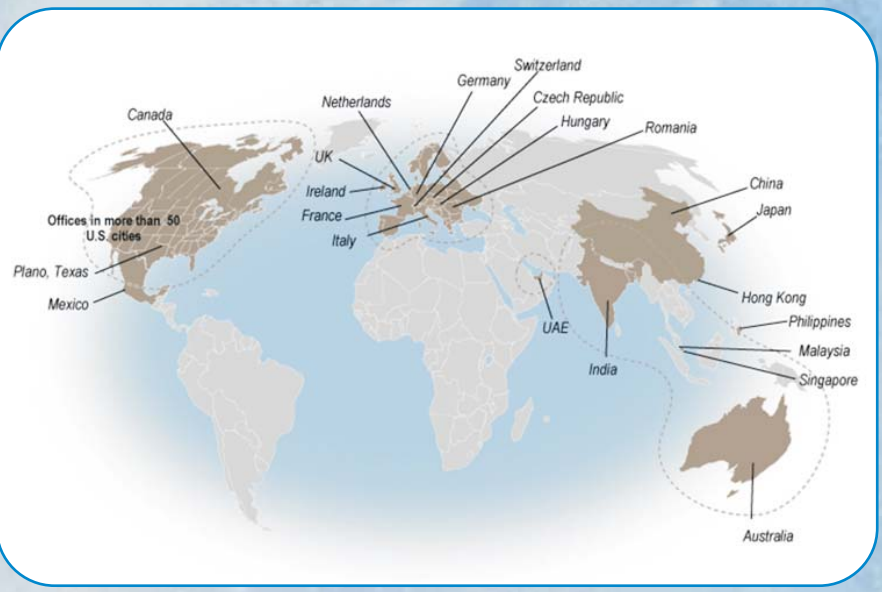 Switzerland
Germany
Czech Republic
Netherlands
Hungary
Canada
Romania
UK
China
Ireland
Japan
France
Offices in more than 50
U.S. cities
Italy
Plano, Texas
Mexico
Hong Kong
UAE
Philippines
India
Malaysia
Singapore
Australia